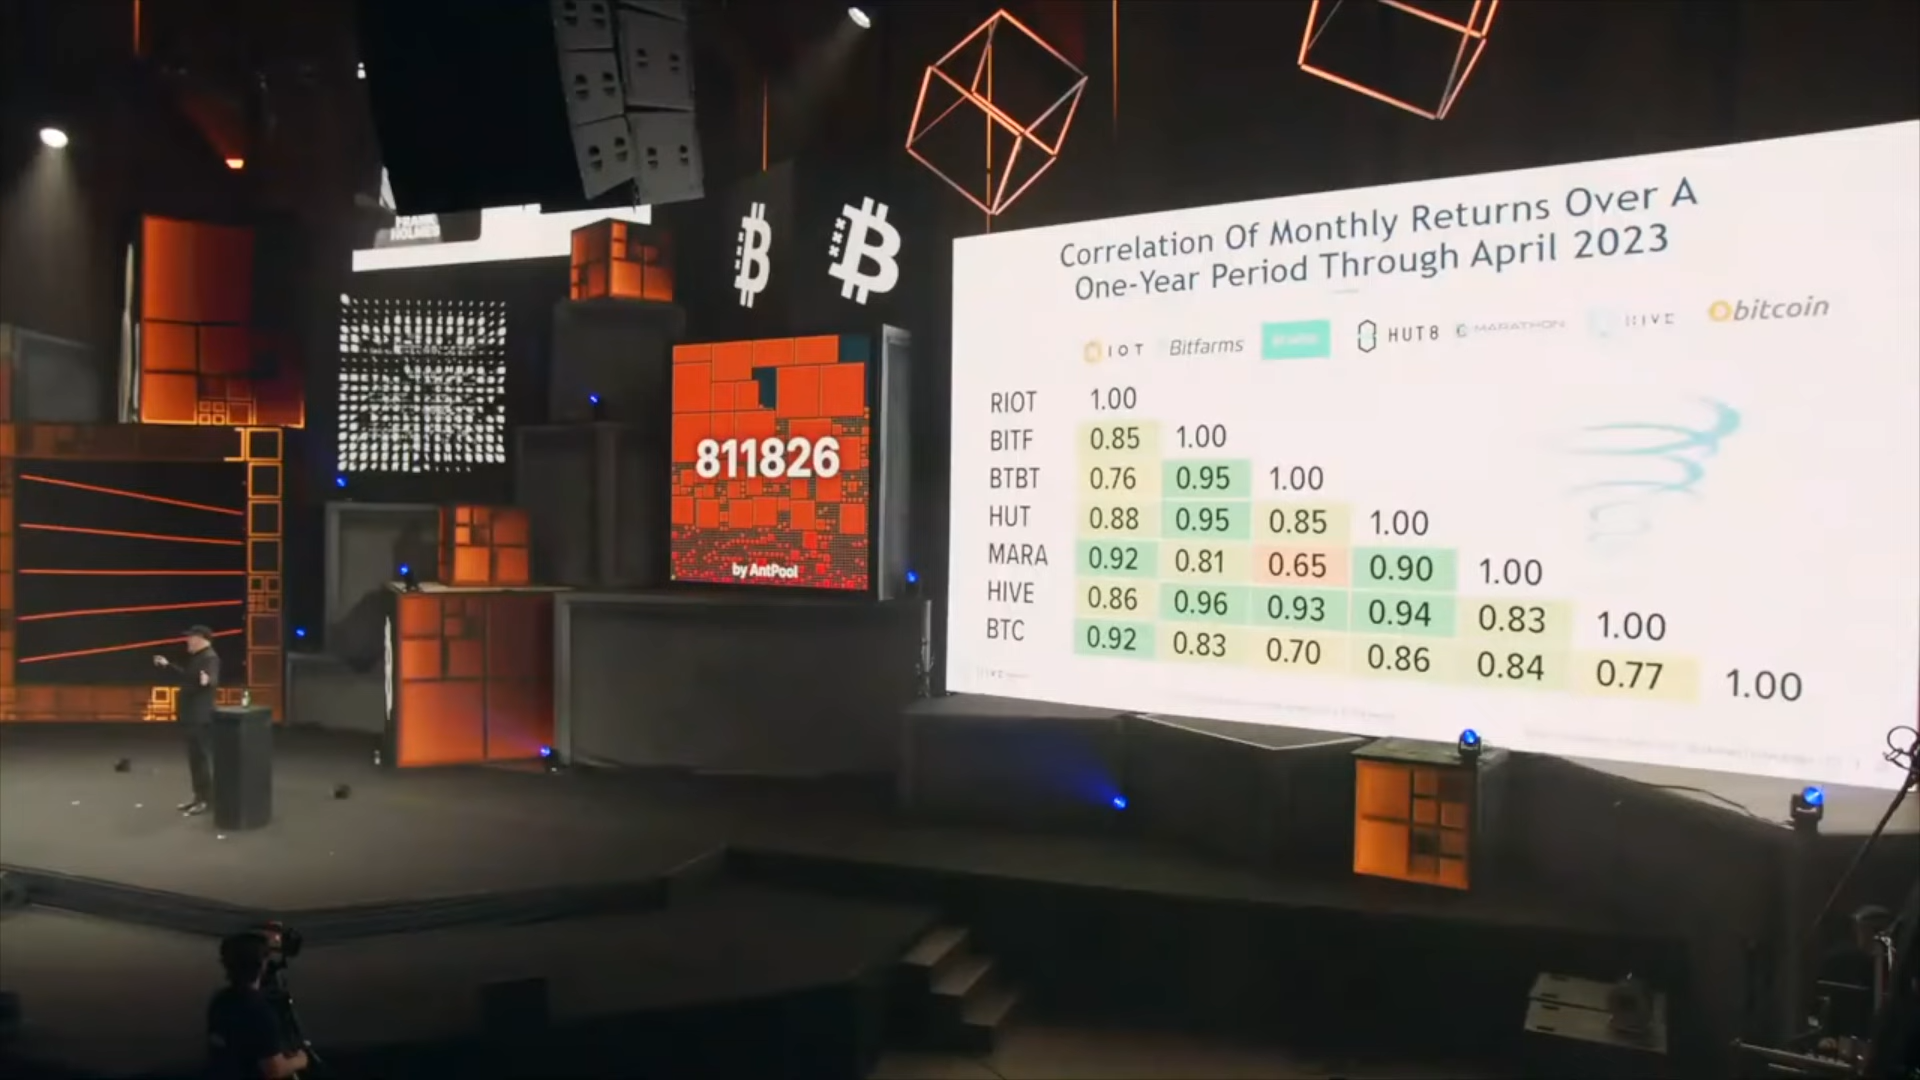 FRANK
HOLMES
811826
by AntPool
Correlation Of Monthly Returns Over A
One-Year Period Through April 2023
RIOT Bitfarms HUT8 MARATHON HIVE bitcoin
RIOT 1.00
BITF 0.85 1.00
BTBT 0.76 0.95 1.00
HUT 0.88 0.95 0.85 1.00
MARA 0.92 0.81 0.65 0.90 1.00
HIVE 0.86 0.96 0.93 0.94 0.83 1.00
BTC 0.92 0.83 0.70 0.86 0.84 0.77 1.00
HIVE